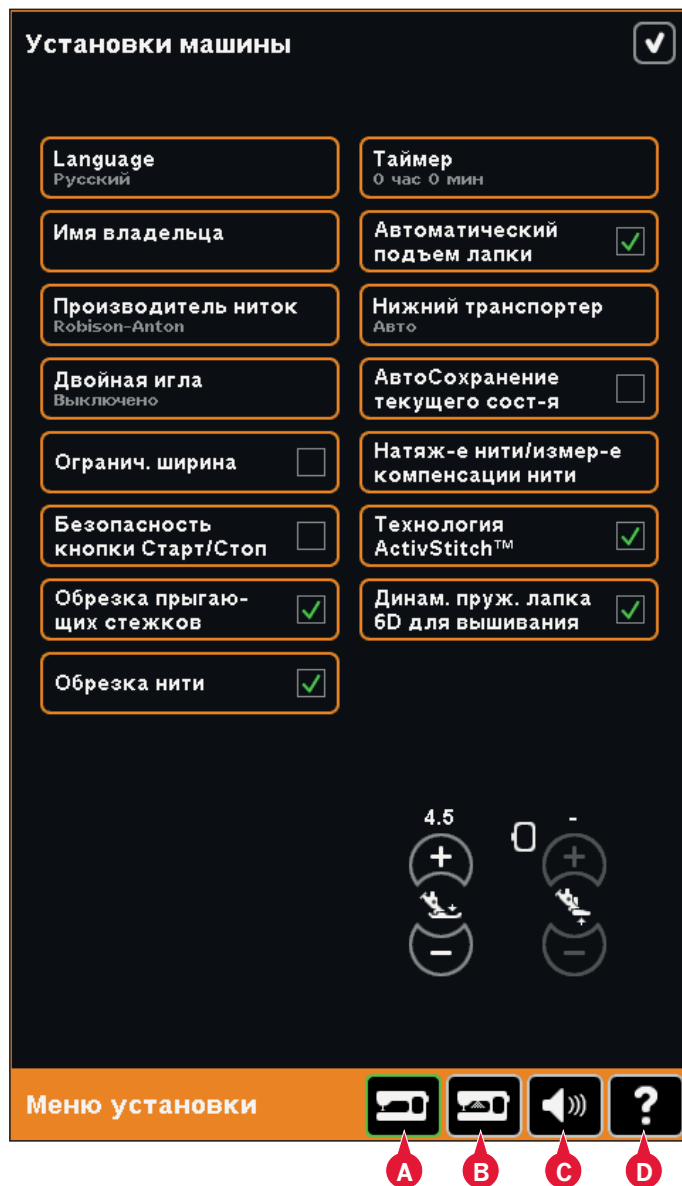 Установки машины
Language
Русский
Имя владельца
Производитель ниток
Robison-Anton
Двойная игла
Выключено
Огранич. ширина
Безопасность
кнопки Старт/Стоп
Обрезка прыгаю-
щих стежков
Обрезка нити
Таймер
0 час 0 мин
Автоматический
подъем лапки
Нижний транспортер
Авто
АвтоСохранение
текущего сост-я
Натяж-е нити/измер-е
компенсации нити
Технология
ActivStitch™
Динам. пруж. лапка
6D для вышивания
4.5
-
+
+
−
−
Меню установки
?
A
B
C
D